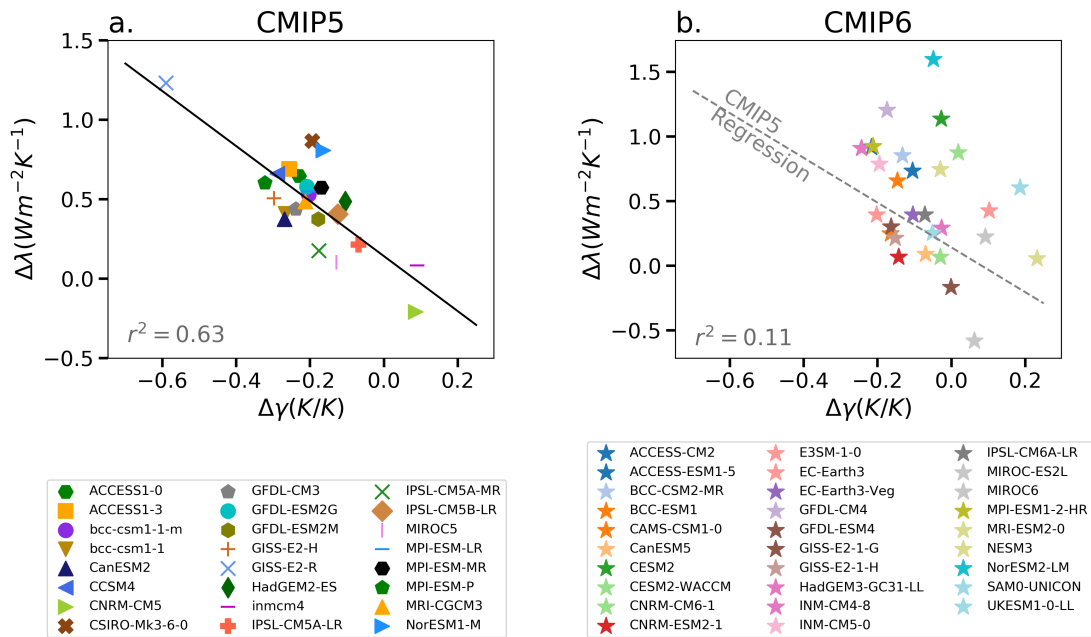 a.
CMIP5
Δλ(Wm⁻²K⁻¹)
1.5
1.0
0.5
0.0
−0.5
r² = 0.63
−0.6
−0.4
−0.2
0.0
0.2
Δγ(K/K)
ACCESS1-0
ACCESS1-3
bcc-csm1-1-m
bcc-csm1-1
CanESM2
CCSM4
CNRM-CM5
CSIRO-Mk3-6-0
GFDL-CM3
GFDL-ESM2G
GFDL-ESM2M
GISS-E2-H
GISS-E2-R
HadGEM2-ES
inmcm4
IPSL-CM5A-LR
IPSL-CM5A-MR
IPSL-CM5B-LR
MIROC5
MPI-ESM-LR
MPI-ESM-MR
MPI-ESM-P
MRI-CGCM3
NorESM1-M
b.
CMIP6
Δλ(Wm⁻²K⁻¹)
1.5
1.0
0.5
0.0
−0.5
CMIP5
Regression
r² = 0.11
−0.6
−0.4
−0.2
0.0
0.2
Δγ(K/K)
ACCESS-CM2
ACCESS-ESM1-5
BCC-CSM2-MR
BCC-ESM1
CAMS-CSM1-0
CanESM5
CESM2
CESM2-WACCM
CNRM-CM6-1
CNRM-ESM2-1
E3SM-1-0
EC-Earth3
EC-Earth3-Veg
GFDL-CM4
GFDL-ESM4
GISS-E2-1-G
GISS-E2-1-H
HadGEM3-GC31-LL
INM-CM4-8
INM-CM5-0
IPSL-CM6A-LR
MIROC-ES2L
MIROC6
MPI-ESM-1-2-HR
MRI-ESM2-0
NESM3
NorESM2-LM
SAM0-UNICON
UKESM1-0-LL